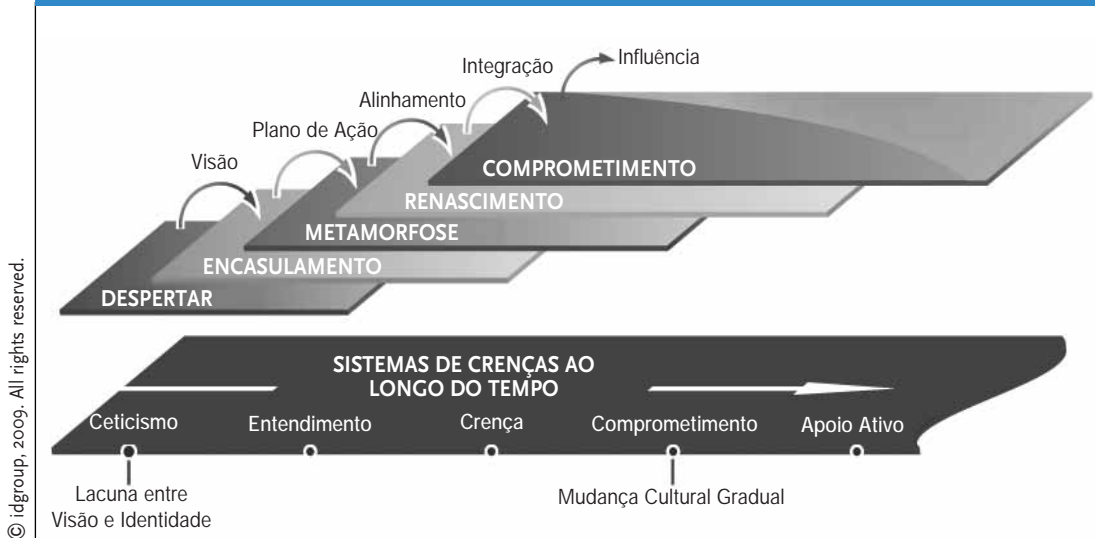 Influência
Integração
Alinhamento
Plano de Ação
Visão
COMPROMETIMENTO
RENASCIMENTO
METAMORFOSE
ENCASULAMENTO
DESPERTAR
SISTEMAS DE CRENÇAS AO
LONGO DO TEMPO
Ceticismo
Entendimento
Crença
Comprometimento
Apoio Ativo
Lacuna entre
Visão e Identidade
Mudança Cultural Gradual
© idgroup, 2009. All rights reserved.